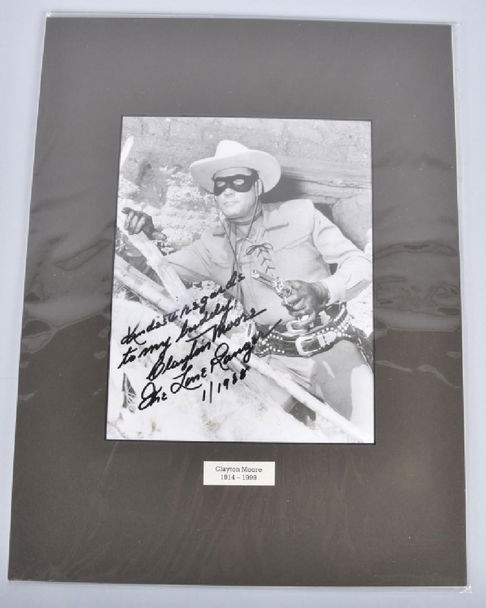 Kindest regards
to my buddy,
Clayton Moore
The Lone Ranger
1/1988
Clayton Moore
1914 - 1999